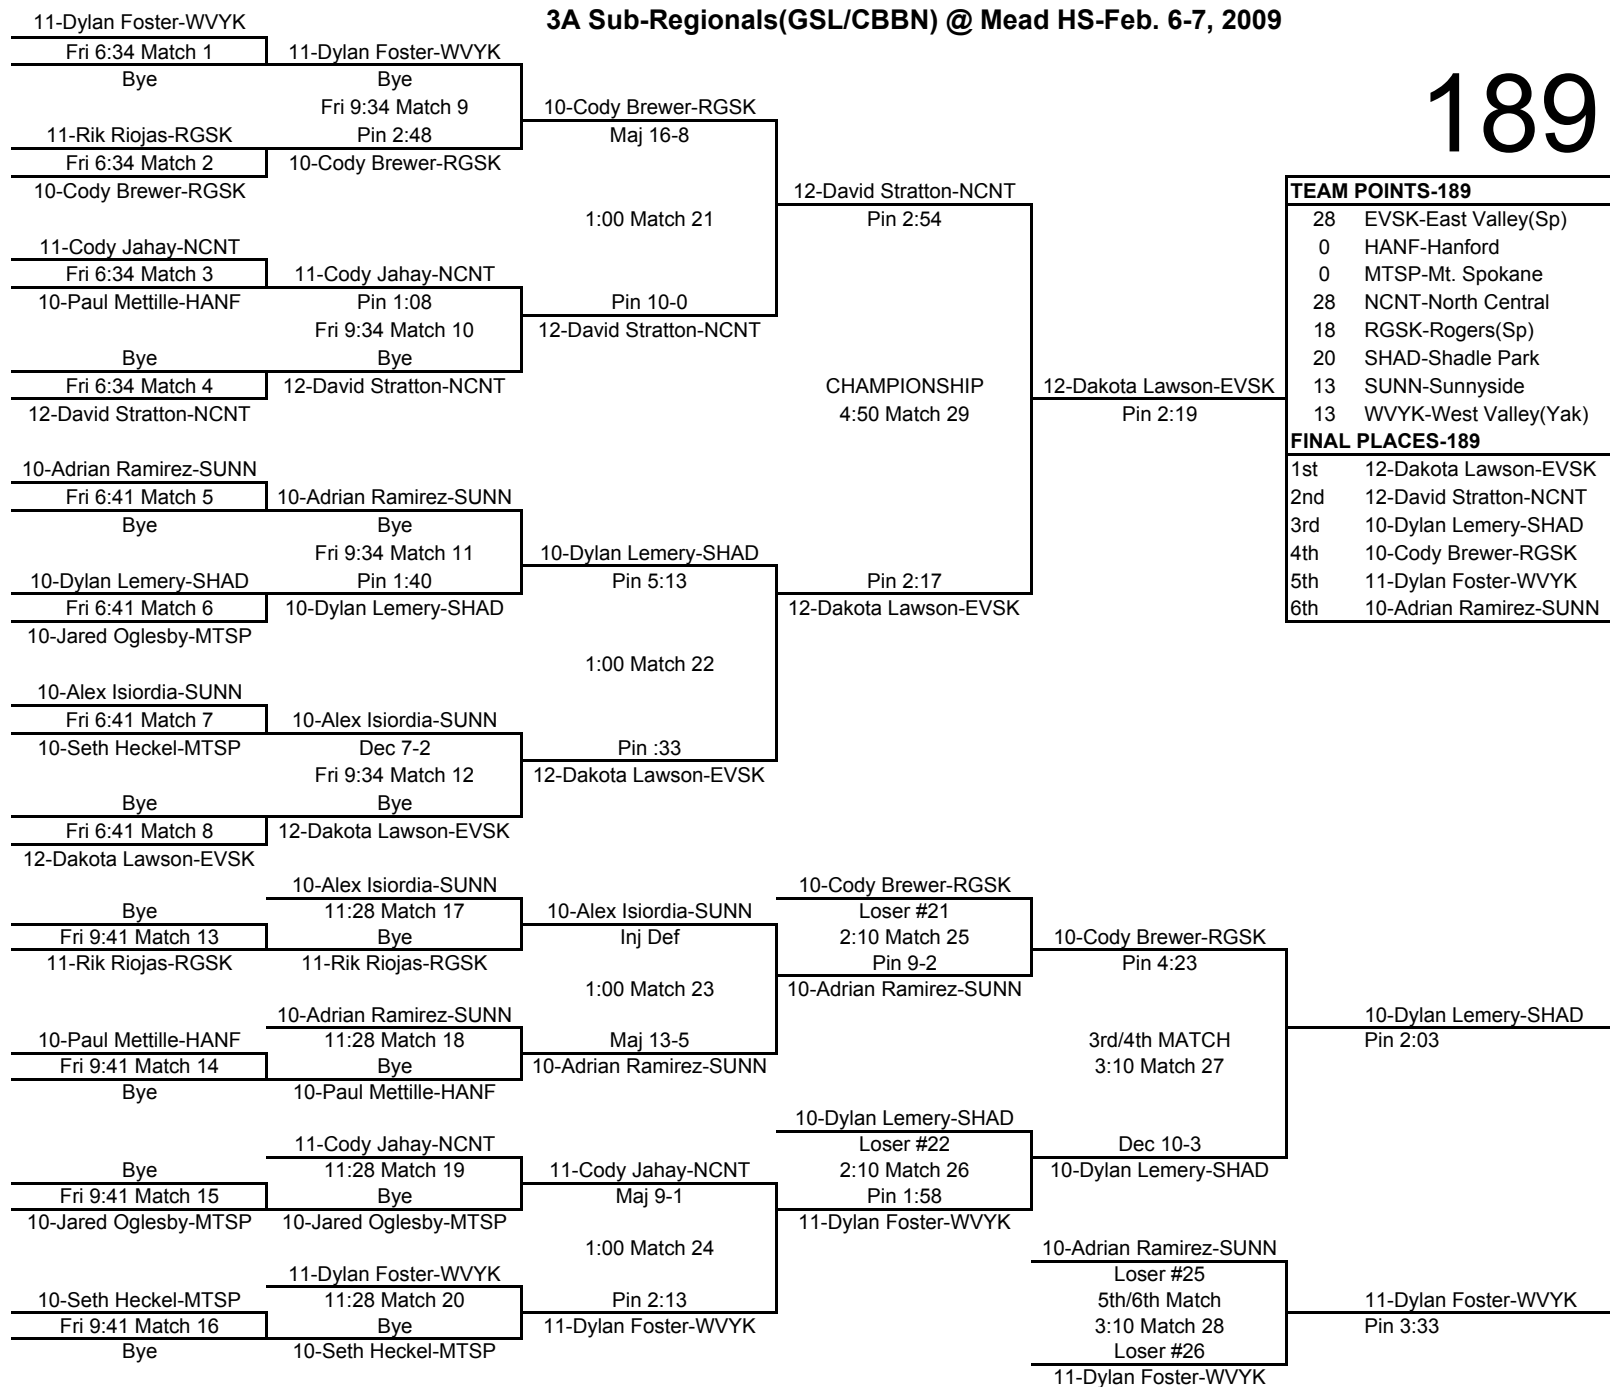 3A Sub-Regionals(GSL/CBBN) @ Mead HS-Feb. 6-7, 2009
189
11-Dylan Foster-WVYK
Fri 6:34 Match 1
Bye
11-Rik Riojas-RGSK
Fri 6:34 Match 2
10-Cody Brewer-RGSK
11-Cody Jahay-NCNT
Fri 6:34 Match 3
10-Paul Mettille-HANF
Bye
Fri 6:34 Match 4
12-David Stratton-NCNT
10-Adrian Ramirez-SUNN
Fri 6:41 Match 5
Bye
10-Dylan Lemery-SHAD
Fri 6:41 Match 6
10-Jared Oglesby-MTSP
10-Alex Isiordia-SUNN
Fri 6:41 Match 7
10-Seth Heckel-MTSP
Bye
Fri 6:41 Match 8
12-Dakota Lawson-EVSK
11-Dylan Foster-WVYK
Bye
Fri 9:34 Match 9
Pin 2:48
10-Cody Brewer-RGSK
11-Cody Jahay-NCNT
Pin 1:08
Fri 9:34 Match 10
Bye
12-David Stratton-NCNT
10-Adrian Ramirez-SUNN
Bye
Fri 9:34 Match 11
Pin 1:40
10-Dylan Lemery-SHAD
10-Alex Isiordia-SUNN
Dec 7-2
Fri 9:34 Match 12
Bye
12-Dakota Lawson-EVSK
10-Cody Brewer-RGSK
Maj 16-8
1:00 Match 21
Pin 10-0
12-David Stratton-NCNT
10-Dylan Lemery-SHAD
Pin 5:13
1:00 Match 22
Pin :33
12-Dakota Lawson-EVSK
12-David Stratton-NCNT
Pin 2:54
CHAMPIONSHIP
4:50 Match 29
Pin 2:17
12-Dakota Lawson-EVSK
12-Dakota Lawson-EVSK
Pin 2:19
TEAM POINTS-189
28 EVSK-East Valley(Sp)
0 HANF-Hanford
0 MTSP-Mt. Spokane
28 NCNT-North Central
18 RGSK-Rogers(Sp)
20 SHAD-Shadle Park
13 SUNN-Sunnyside
13 WVYK-West Valley(Yak)
FINAL PLACES-189
1st 12-Dakota Lawson-EVSK
2nd 12-David Stratton-NCNT
3rd 10-Dylan Lemery-SHAD
4th 10-Cody Brewer-RGSK
5th 11-Dylan Foster-WVYK
6th 10-Adrian Ramirez-SUNN
Bye
Fri 9:41 Match 13
11-Rik Riojas-RGSK
10-Paul Mettille-HANF
Fri 9:41 Match 14
Bye
Bye
Fri 9:41 Match 15
10-Jared Oglesby-MTSP
10-Seth Heckel-MTSP
Fri 9:41 Match 16
Bye
10-Alex Isiordia-SUNN
11:28 Match 17
Bye
11-Rik Riojas-RGSK
10-Adrian Ramirez-SUNN
11:28 Match 18
Bye
10-Paul Mettille-HANF
11-Cody Jahay-NCNT
11:28 Match 19
Bye
10-Jared Oglesby-MTSP
11-Dylan Foster-WVYK
11:28 Match 20
Bye
10-Seth Heckel-MTSP
10-Alex Isiordia-SUNN
Inj Def
1:00 Match 23
Maj 13-5
10-Adrian Ramirez-SUNN
11-Cody Jahay-NCNT
Maj 9-1
1:00 Match 24
Pin 2:13
11-Dylan Foster-WVYK
10-Cody Brewer-RGSK
Loser #21
2:10 Match 25
Pin 9-2
10-Adrian Ramirez-SUNN
10-Dylan Lemery-SHAD
Loser #22
2:10 Match 26
Pin 1:58
11-Dylan Foster-WVYK
10-Cody Brewer-RGSK
Pin 4:23
3rd/4th MATCH
3:10 Match 27
Dec 10-3
10-Dylan Lemery-SHAD
10-Dylan Lemery-SHAD
Pin 2:03
10-Adrian Ramirez-SUNN
Loser #25
5th/6th Match
3:10 Match 28
Loser #26
11-Dylan Foster-WVYK
11-Dylan Foster-WVYK
Pin 3:33